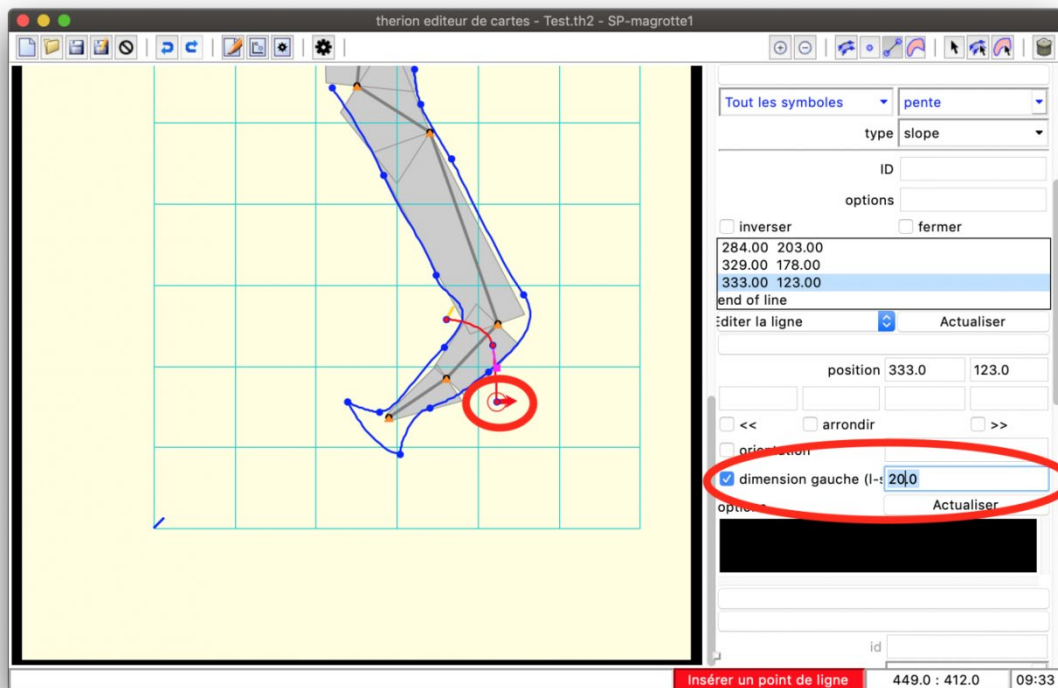 therion editeur de cartes - Test.th2 - SP-magrotte1
Tout les symboles pente
type slope
ID
options
inverser fermer
284.00 203.00
329.00 178.00
333.00 123.00
end of line
Éditer la ligne Actualiser
position 333.0 123.0
<< arrondir >>
orientation
dimension gauche (l-s 20.0
options Actualiser
id
Insérer un point de ligne 449.0 : 412.0 09:33